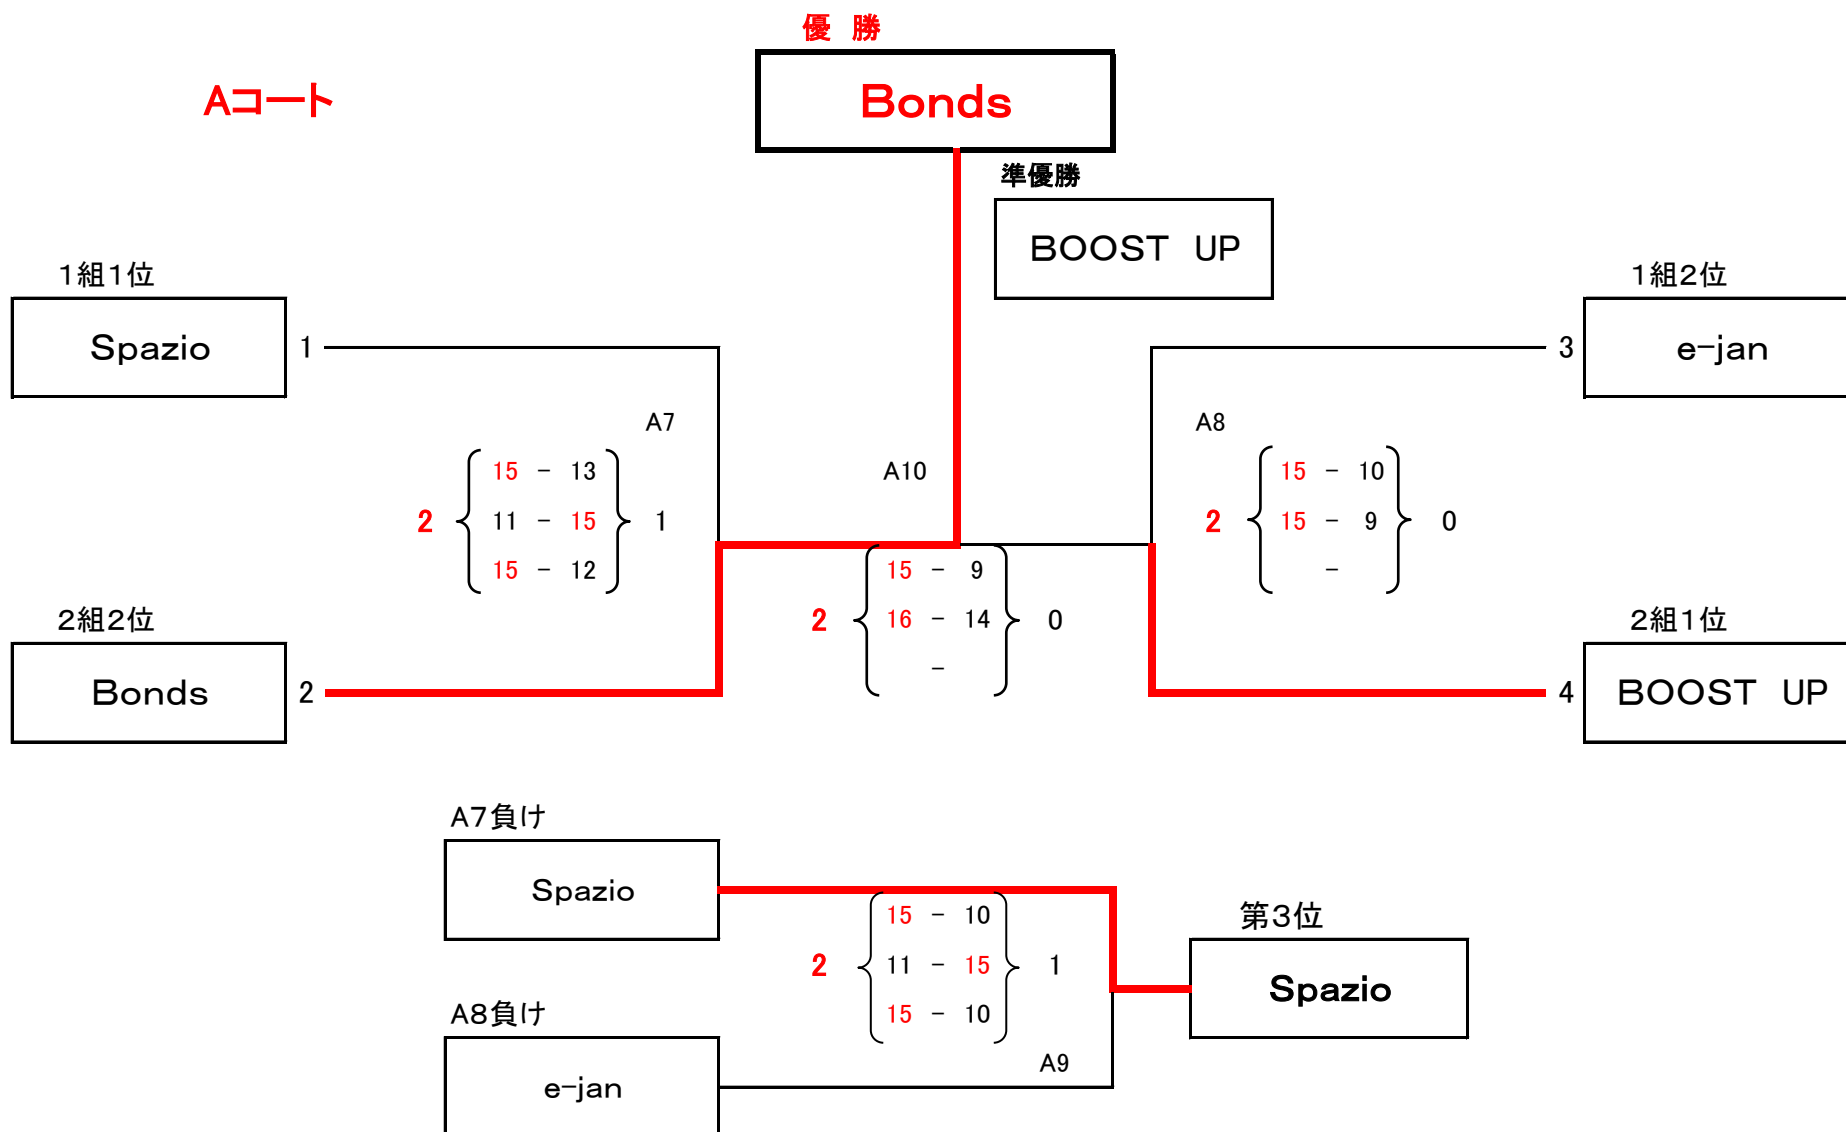 優 勝
Aコート
Bonds
準優勝
BOOST UP
1組1位
1組2位
Spazio 1
3 e-jan
A7
A8
15 - 13
A10
15 - 10
2 11 - 15 1
2 15 - 9 0
15 - 12
15 - 9
-
2組2位
2 16 - 14 0
2組1位
-
Bonds 2
4 BOOST UP
A7負け
Spazio
15 - 10
第3位
2 11 - 15 1
Spazio
15 - 10
A8負け
A9
e-jan